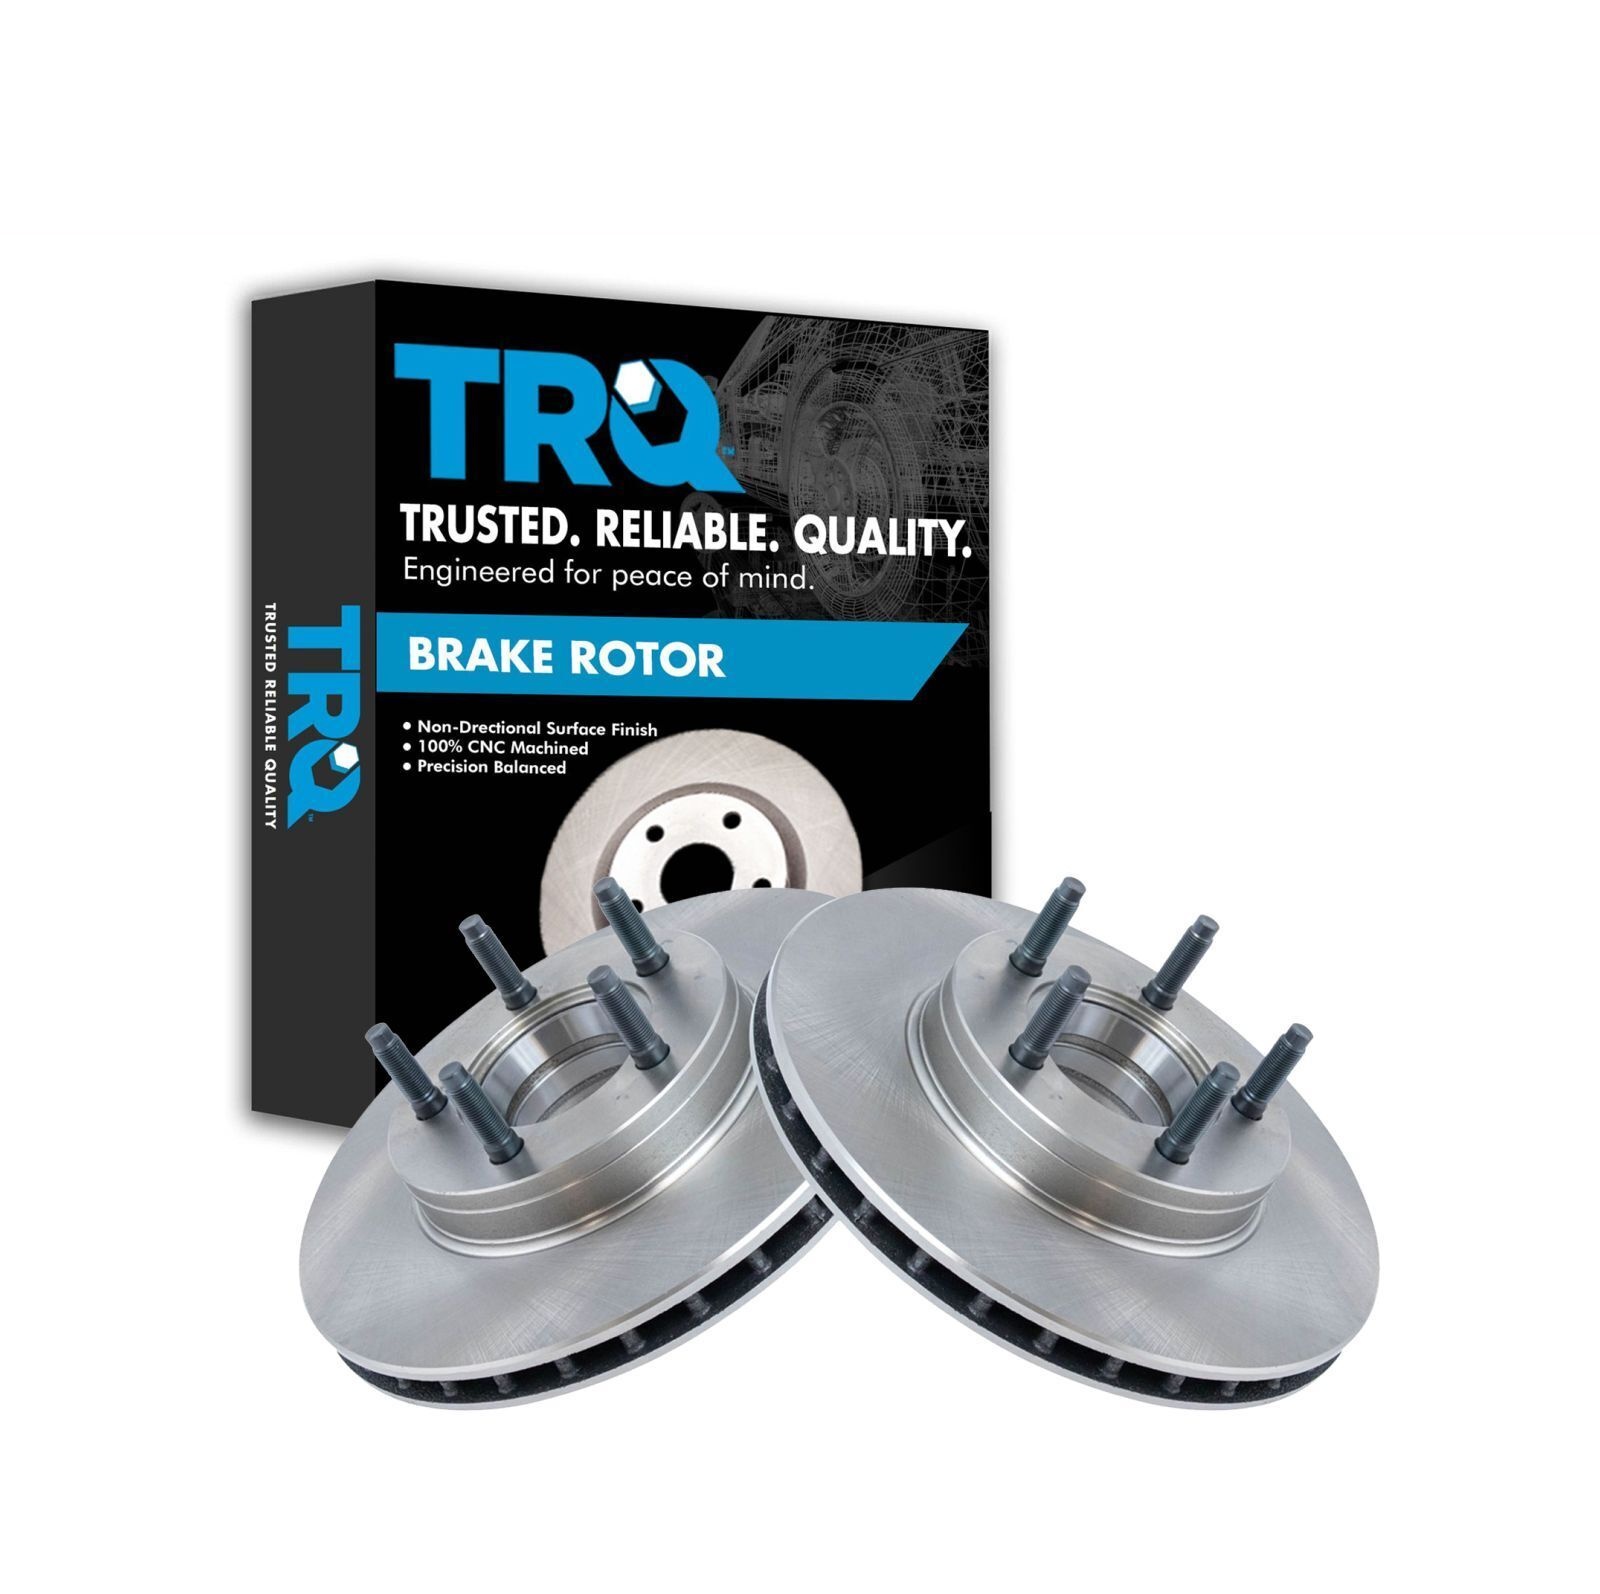 TRQ™
TRUSTED. RELIABLE. QUALITY.
Engineered for peace of mind.
BRAKE ROTOR
• Non-Drectional Surface Finish
• 100% CNC Machined
• Precision Balanced
TRQ™
TRUSTED RELIABLE QUALITY